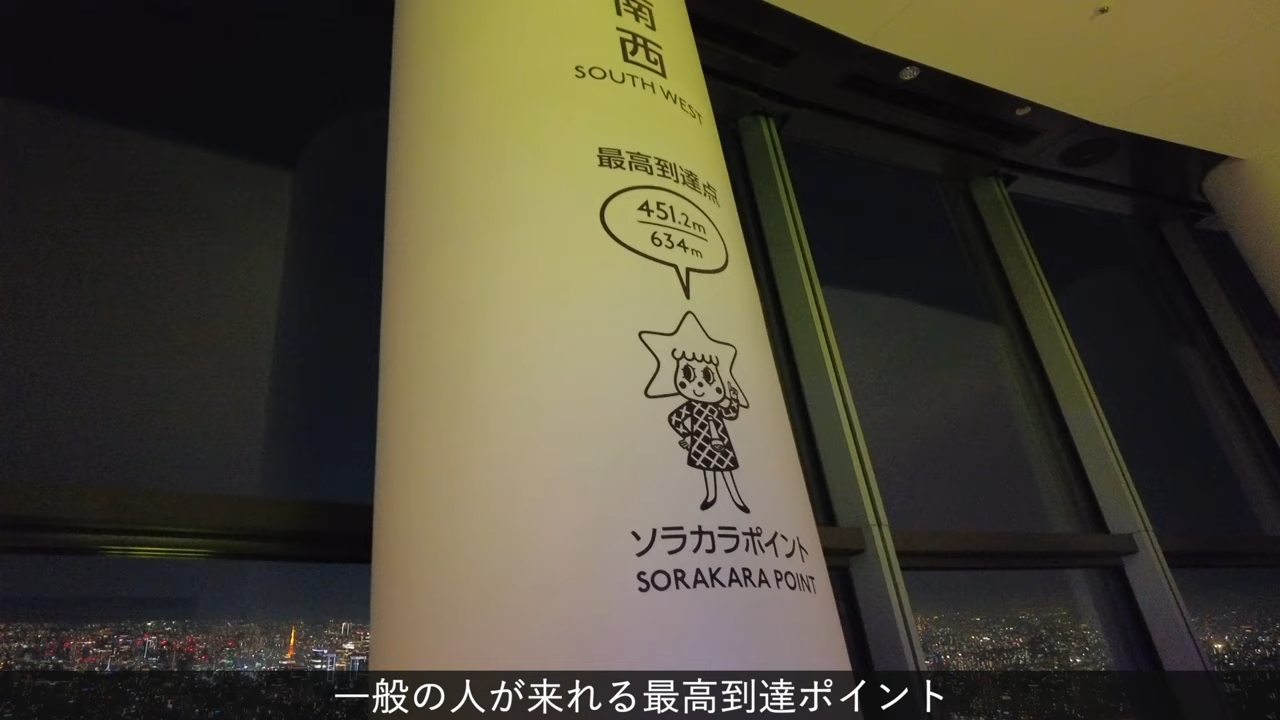 南
西
SOUTH WEST
最高到達点
451.2m
634m
ソラカラポイント
SORAKARA POINT
一般の人が来れる最高到達ポイント